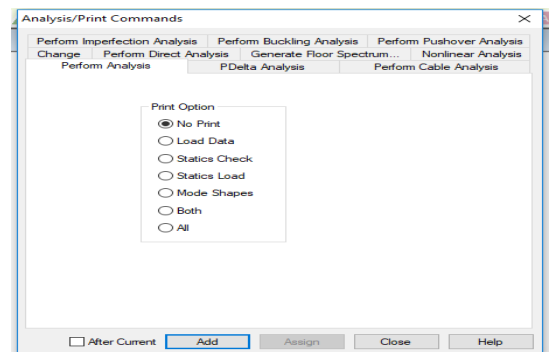 Analysis/Print Commands
Perform Imperfection Analysis Perform Buckling Analysis Perform Pushover Analysis
Change Perform Direct Analysis Generate Floor Spectrum... Nonlinear Analysis
Perform Analysis PDelta Analysis Perform Cable Analysis
Print Option
No Print
Load Data
Statics Check
Statics Load
Mode Shapes
Both
All
After Current Add Assign Close Help